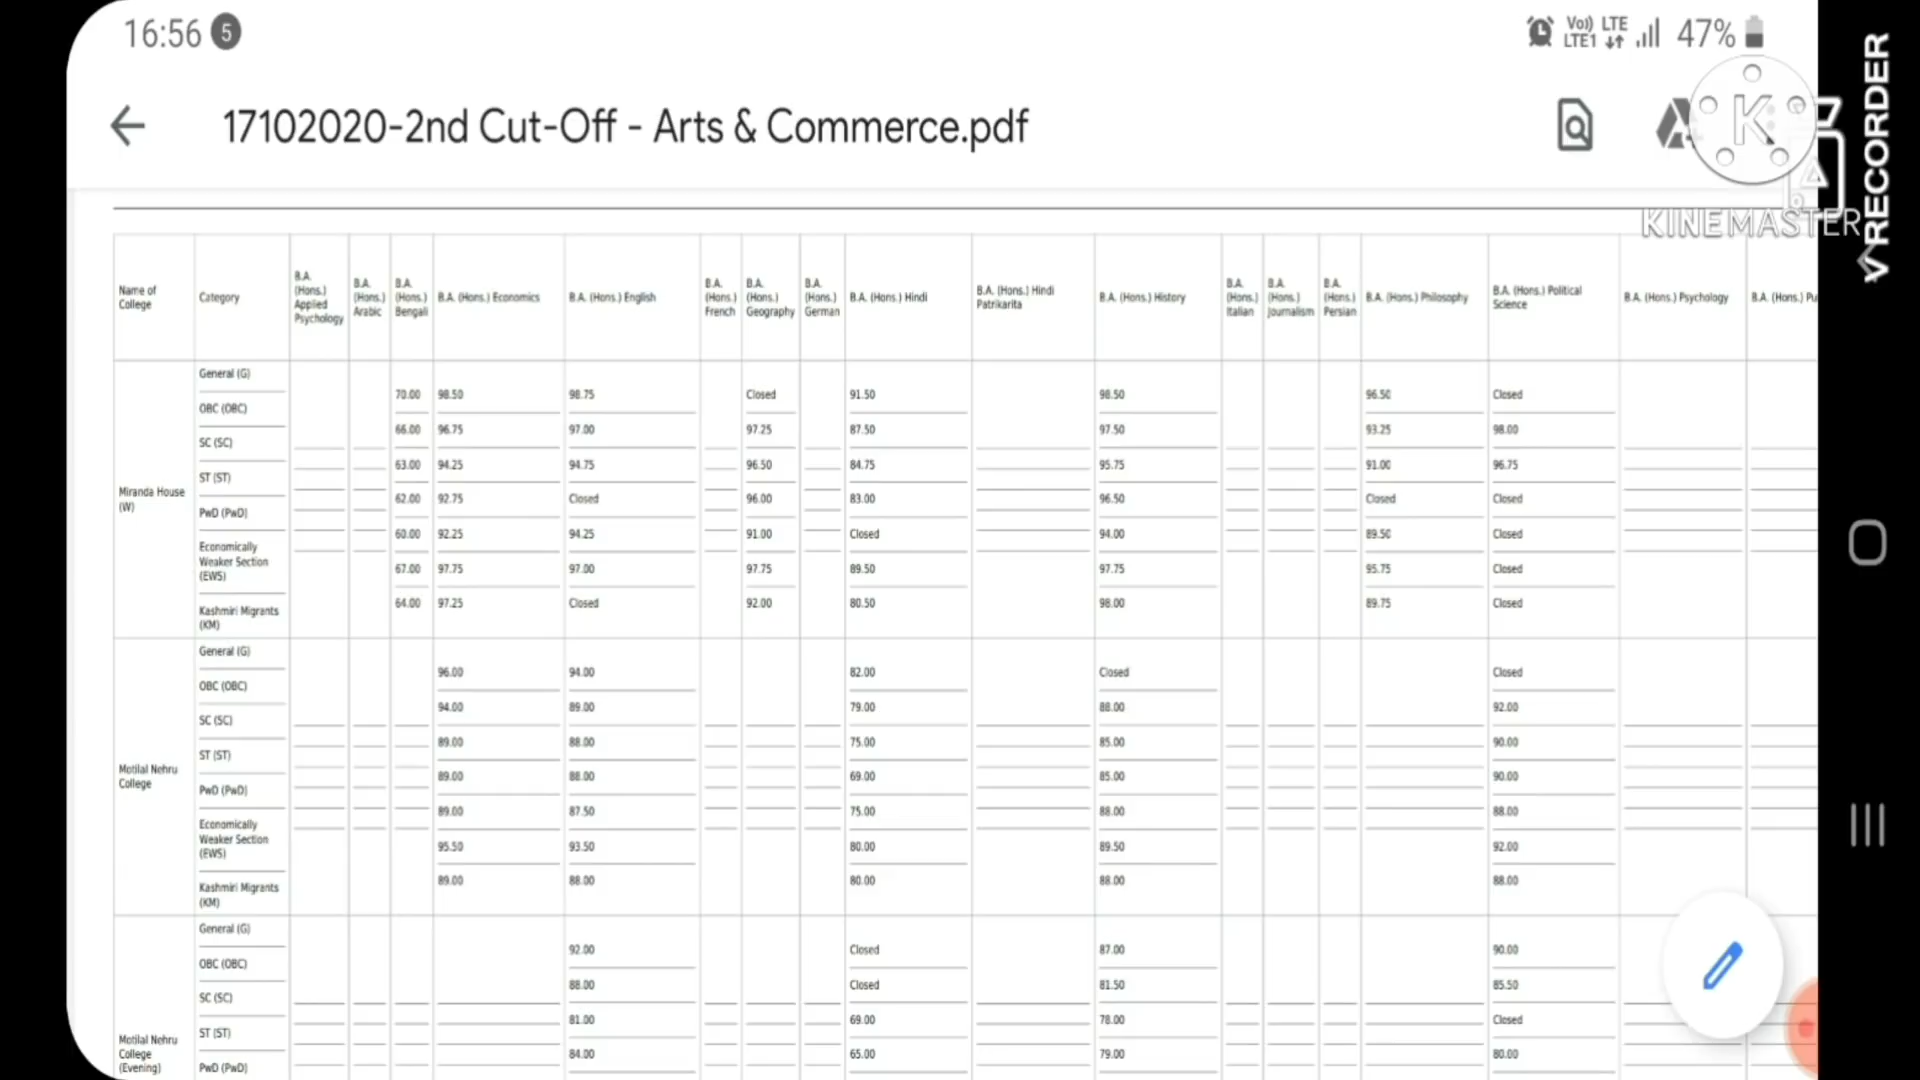 16:56 5
Vo)) LTE
LTE1 47%
17102020-2nd Cut-Off - Arts & Commerce.pdf
K
KINEMASTER
VRECORDER
Name of College Category B.A. (Hons.) Applied Psychology B.A. (Hons.) Arabic B.A. (Hons.) Bengali B.A. (Hons.) Economics B.A. (Hons.) English B.A. (Hons.) French B.A. (Hons.) Geography B.A. (Hons.) German B.A. (Hons.) Hindi B.A. (Hons.) Hindi Patrikarita B.A. (Hons.) History B.A. (Hons.) Italian B.A. (Hons.) Journalism B.A. (Hons.) Persian B.A. (Hons.) Philosophy B.A. (Hons.) Political Science B.A. (Hons.) Psychology B.A. (Hons.) Pu
Miranda House (W)
General (G) 70.00 98.50 98.75 Closed 91.50 98.50 96.50 Closed
OBC (OBC) 66.00 96.75 97.00 97.25 87.50 97.50 93.25 98.00
SC (SC) 63.00 94.25 94.75 96.50 84.75 95.75 91.00 96.75
ST (ST) 62.00 92.75 Closed 96.00 83.00 96.50 Closed Closed
PwD (PwD) 60.00 92.25 94.25 91.00 Closed 94.00 89.50 Closed
Economically Weaker Section (EWS) 67.00 97.75 97.00 97.75 89.50 97.75 95.75 Closed
Kashmiri Migrants (KM) 64.00 97.25 Closed 92.00 80.50 98.00 89.75 Closed
Motilal Nehru College
General (G) 96.00 94.00 82.00 Closed Closed
OBC (OBC) 94.00 89.00 79.00 88.00 92.00
SC (SC) 89.00 88.00 75.00 85.00 90.00
ST (ST) 89.00 88.00 69.00 85.00 90.00
PwD (PwD) 89.00 87.50 75.00 88.00 88.00
Economically Weaker Section (EWS) 95.50 93.50 80.00 89.50 92.00
Kashmiri Migrants (KM) 89.00 88.00 80.00 88.00 88.00
Motilal Nehru College (Evening)
General (G) 92.00 Closed 87.00 90.00
OBC (OBC) 88.00 Closed 81.50 85.50
SC (SC) 81.00 69.00 78.00 Closed
ST (ST) 84.00 65.00 79.00 80.00
PwD (PwD)